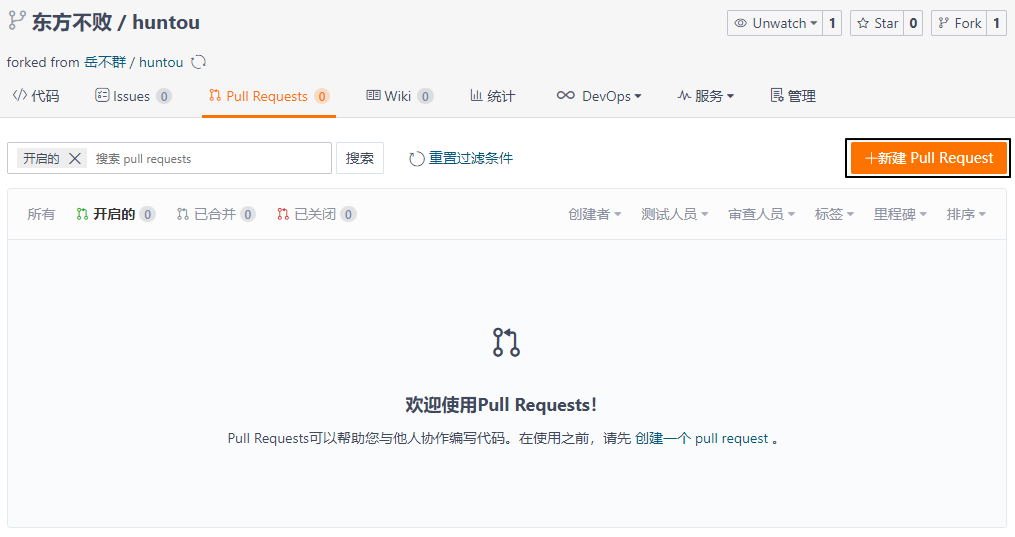 东方不败 / huntou
Unwatch 1 Star 0 Fork 1
forked from 岳不群 / huntou
代码 Issues 0 Pull Requests 0 Wiki 0 统计 DevOps 服务 管理
开启的 搜索 pull requests 搜索 重置过滤条件 +新建 Pull Request
所有 开启的 0 已合并 0 已关闭 0 创建者 测试人员 审查人员 标签 里程碑 排序
欢迎使用Pull Requests!
Pull Requests可以帮助您与他人协作编写代码。在使用之前，请先 创建一个 pull request 。